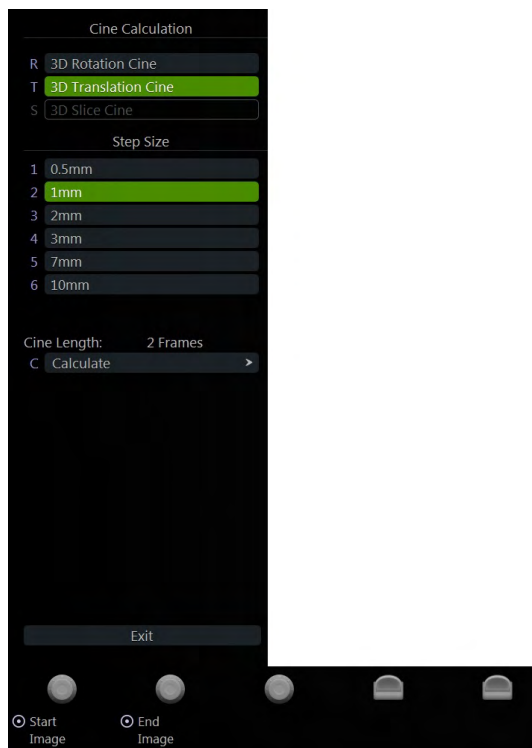 Cine Calculation
R 3D Rotation Cine
T 3D Translation Cine
S 3D Slice Cine
Step Size
1 0.5mm
2 1mm
3 2mm
4 3mm
5 7mm
6 10mm
Cine Length: 2 Frames
C Calculate >
Exit
Start
Image
End
Image